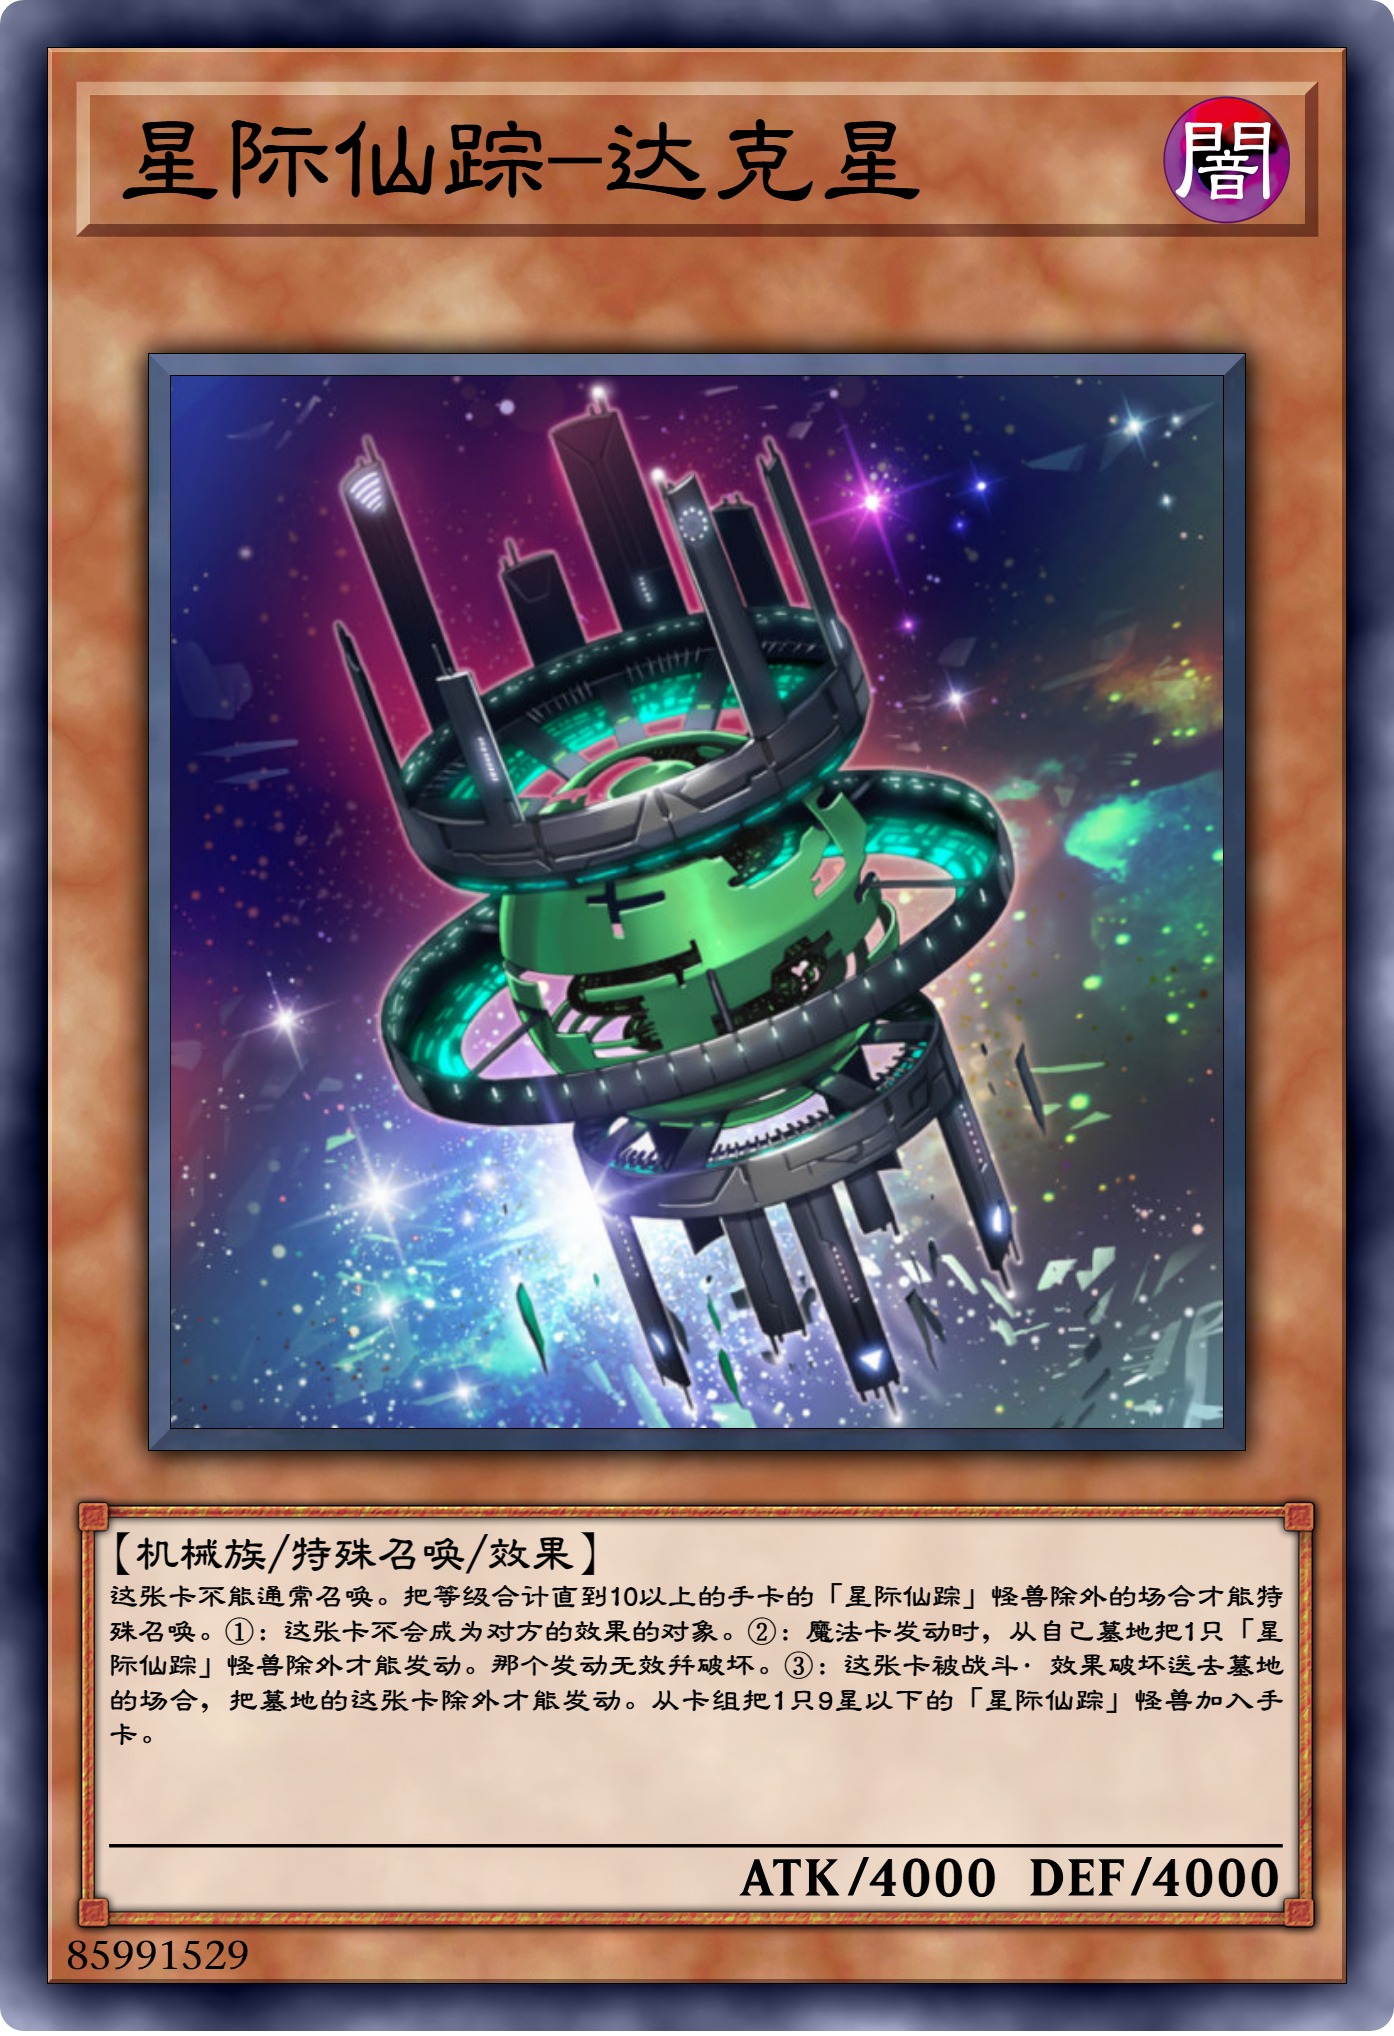 星际仙踪-达克星
闇
【机械族/特殊召唤/效果】
这张卡不能通常召唤。把等级合计直到10以上的手卡的「星际仙踪」怪兽除外的场合才能特
殊召唤。①：这张卡不会成为对方的效果的对象。②：魔法卡发动时，从自己墓地把1只「星
际仙踪」怪兽除外才能发动。那个发动无效并破坏。③：这张卡被战斗·效果破坏送去墓地
的场合，把墓地的这张卡除外才能发动。从卡组把1只9星以下的「星际仙踪」怪兽加入手
卡。
ATK/4000 DEF/4000
85991529